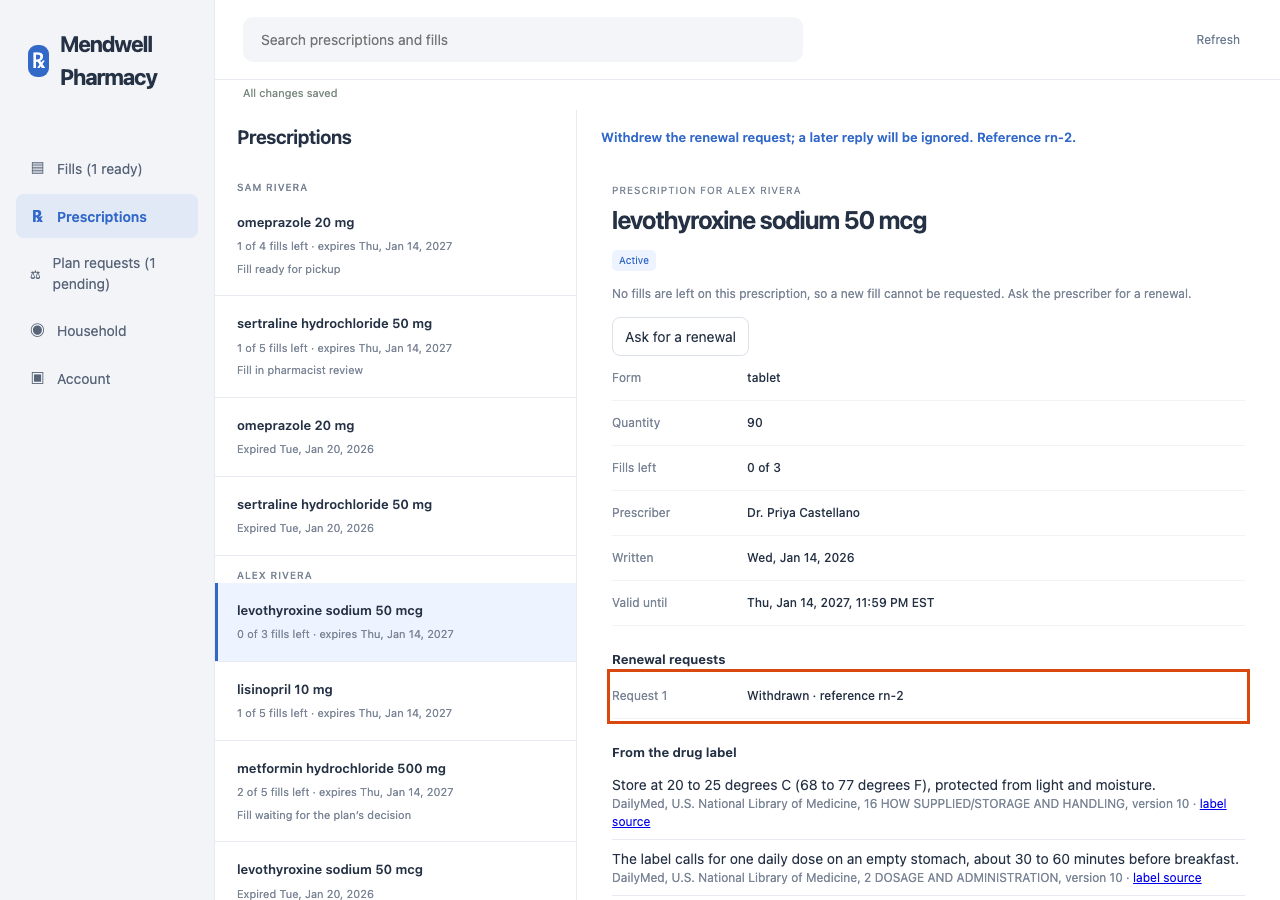 Mendwell
Pharmacy
Search prescriptions and fills
Refresh
All changes saved
Fills (1 ready)
Prescriptions
Plan requests (1
pending)
Household
Account
Prescriptions
SAM RIVERA
omeprazole 20 mg
1 of 4 fills left · expires Thu, Jan 14, 2027
Fill ready for pickup
sertraline hydrochloride 50 mg
1 of 5 fills left · expires Thu, Jan 14, 2027
Fill in pharmacist review
omeprazole 20 mg
Expired Tue, Jan 20, 2026
sertraline hydrochloride 50 mg
Expired Tue, Jan 20, 2026
ALEX RIVERA
levothyroxine sodium 50 mcg
0 of 3 fills left · expires Thu, Jan 14, 2027
lisinopril 10 mg
1 of 5 fills left · expires Thu, Jan 14, 2027
metformin hydrochloride 500 mg
2 of 5 fills left · expires Thu, Jan 14, 2027
Fill waiting for the plan's decision
levothyroxine sodium 50 mcg
Expired Tue, Jan 20, 2026
Withdrew the renewal request; a later reply will be ignored. Reference rn-2.
PRESCRIPTION FOR ALEX RIVERA
levothyroxine sodium 50 mcg
Active
No fills are left on this prescription, so a new fill cannot be requested. Ask the prescriber for a renewal.
Ask for a renewal
Form tablet
Quantity 90
Fills left 0 of 3
Prescriber Dr. Priya Castellano
Written Wed, Jan 14, 2026
Valid until Thu, Jan 14, 2027, 11:59 PM EST
Renewal requests
Request 1 Withdrawn · reference rn-2
From the drug label
Store at 20 to 25 degrees C (68 to 77 degrees F), protected from light and moisture.
DailyMed, U.S. National Library of Medicine, 16 HOW SUPPLIED/STORAGE AND HANDLING, version 10 · label
source
The label calls for one daily dose on an empty stomach, about 30 to 60 minutes before breakfast.
DailyMed, U.S. National Library of Medicine, 2 DOSAGE AND ADMINISTRATION, version 10 · label source